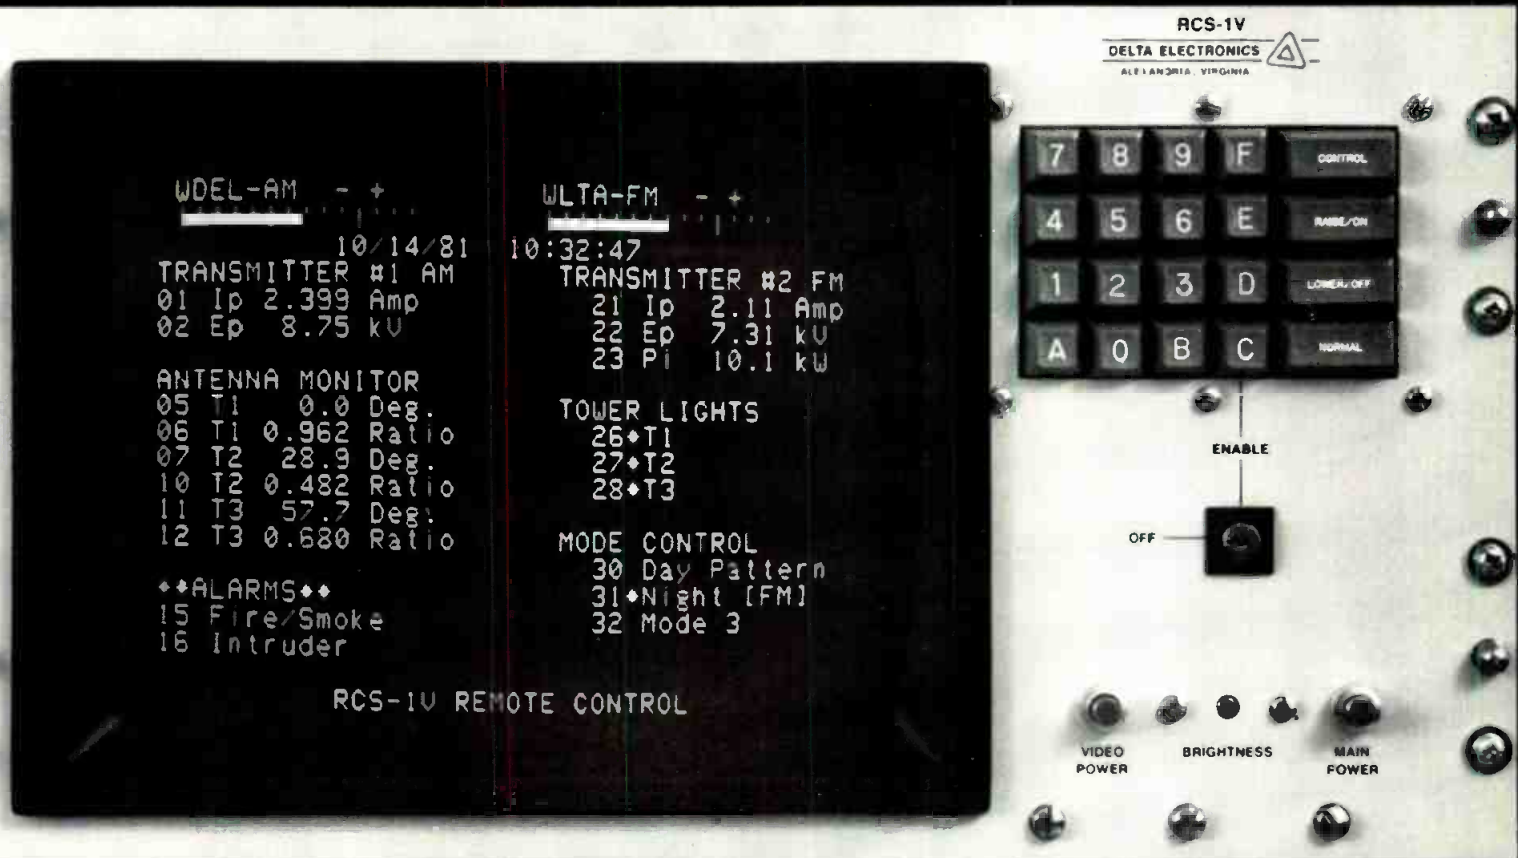 RCS-1V
DELTA ELECTRONICS
ALEXANDRIA, VIRGINIA
WDEL-AM - +
WLTA-FM - +
10/14/81 10:32:47
TRANSMITTER #1 AM
01 Ip 2.399 Amp
02 Ep 8.75 kV
ANTENNA MONITOR
05 T1 0.0 Deg.
06 T1 0.962 Ratio
07 T2 28.9 Deg.
10 T2 0.482 Ratio
11 T3 57.7 Deg.
12 T3 0.680 Ratio
♦♦ALARMS♦♦
15 Fire/Smoke
16 Intruder
TRANSMITTER #2 FM
21 Ip 2.11 Amp
22 Ep 7.31 kV
23 Pi 10.1 kW
TOWER LIGHTS
26♦T1
27♦T2
28♦T3
MODE CONTROL
30 Day Pattern
31♦Night [FM]
32 Mode 3
RCS-1V REMOTE CONTROL
7 8 9 F CONTROL
4 5 6 E RAISE/ON
1 2 3 D LOWER/OFF
A 0 B C NORMAL
ENABLE
OFF
VIDEO POWER
BRIGHTNESS
MAIN POWER